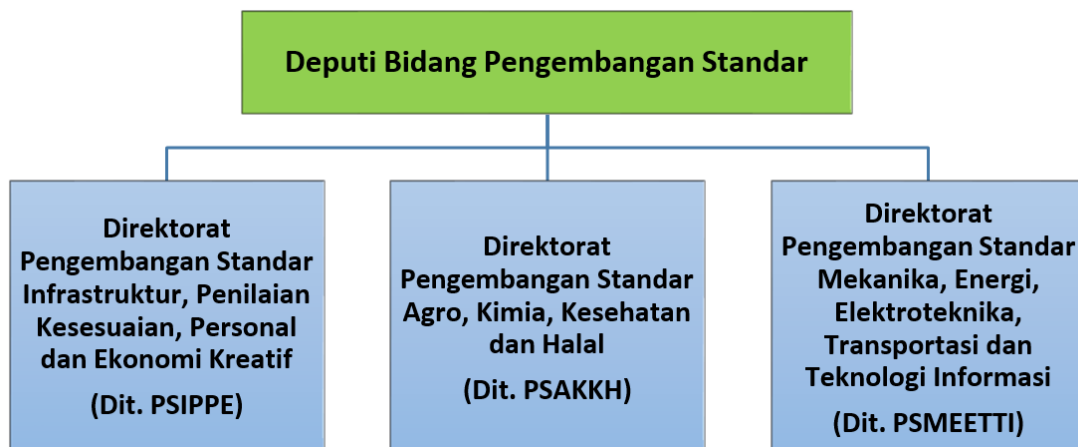 Deputi Bidang Pengembangan Standar
Direktorat
Pengembangan Standar
Infrastruktur, Penilaian
Kesesuaian, Personal
dan Ekonomi Kreatif
(Dit. PSIPPE)
Direktorat
Pengembangan Standar
Agro, Kimia, Kesehatan
dan Halal
(Dit. PSAKKH)
Direktorat
Pengembangan Standar
Mekanika, Energi,
Elektroteknika,
Transportasi dan
Teknologi Informasi
(Dit. PSMEETTI)